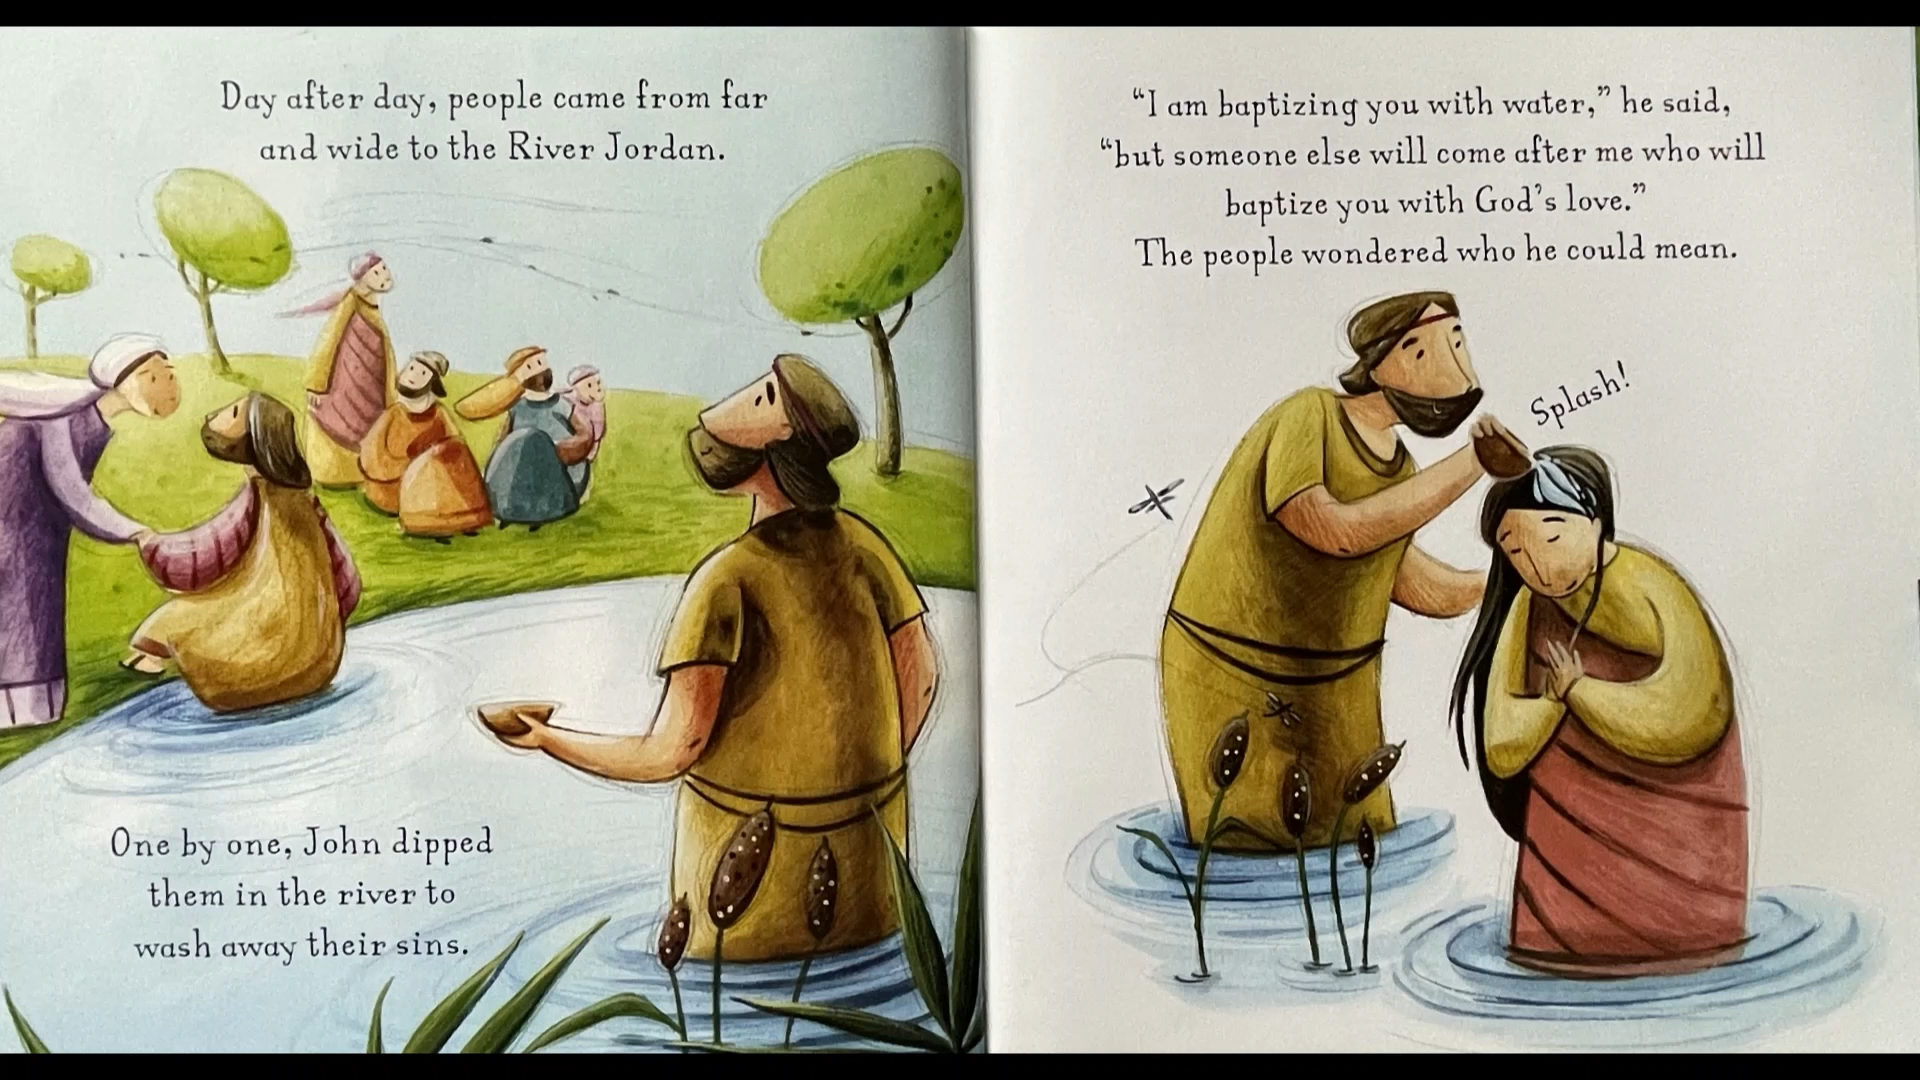 Day after day, people came from far
and wide to the River Jordan.
One by one, John dipped
them in the river to
wash away their sins.
“I am baptizing you with water,” he said,
“but someone else will come after me who will
baptize you with God’s love.”
The people wondered who he could mean.
Splash!